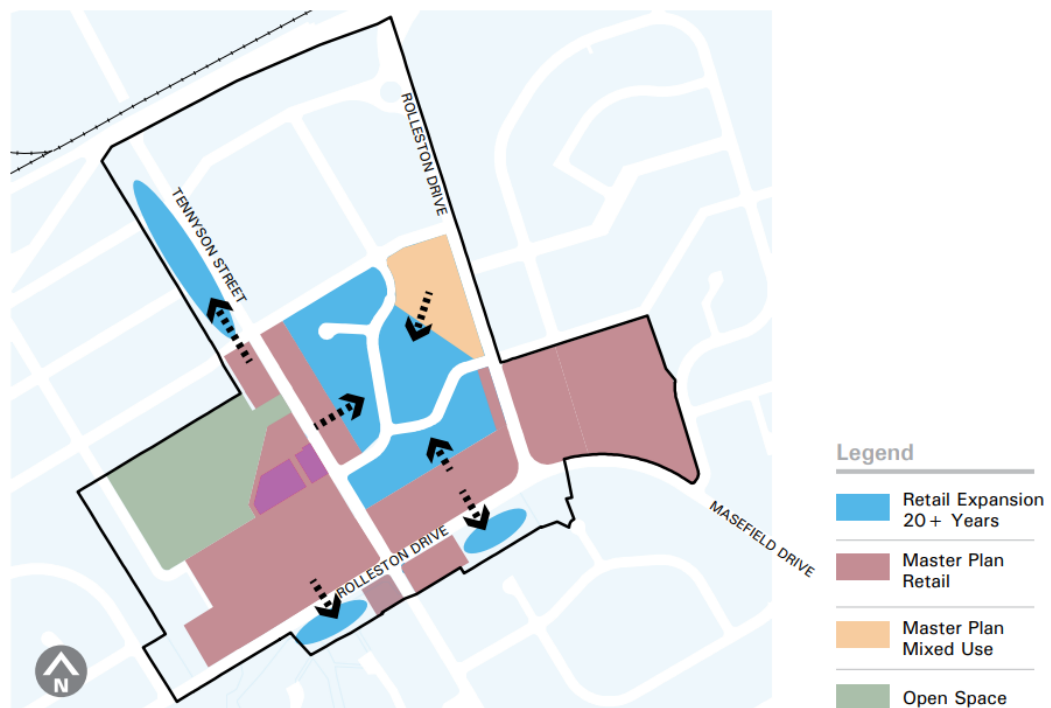 ROLLESTON DRIVE
TENNYSON STREET
ROLLESTON DRIVE
MASEFIELD DRIVE
N
Legend
Retail Expansion
20+ Years
Master Plan
Retail
Master Plan
Mixed Use
Open Space